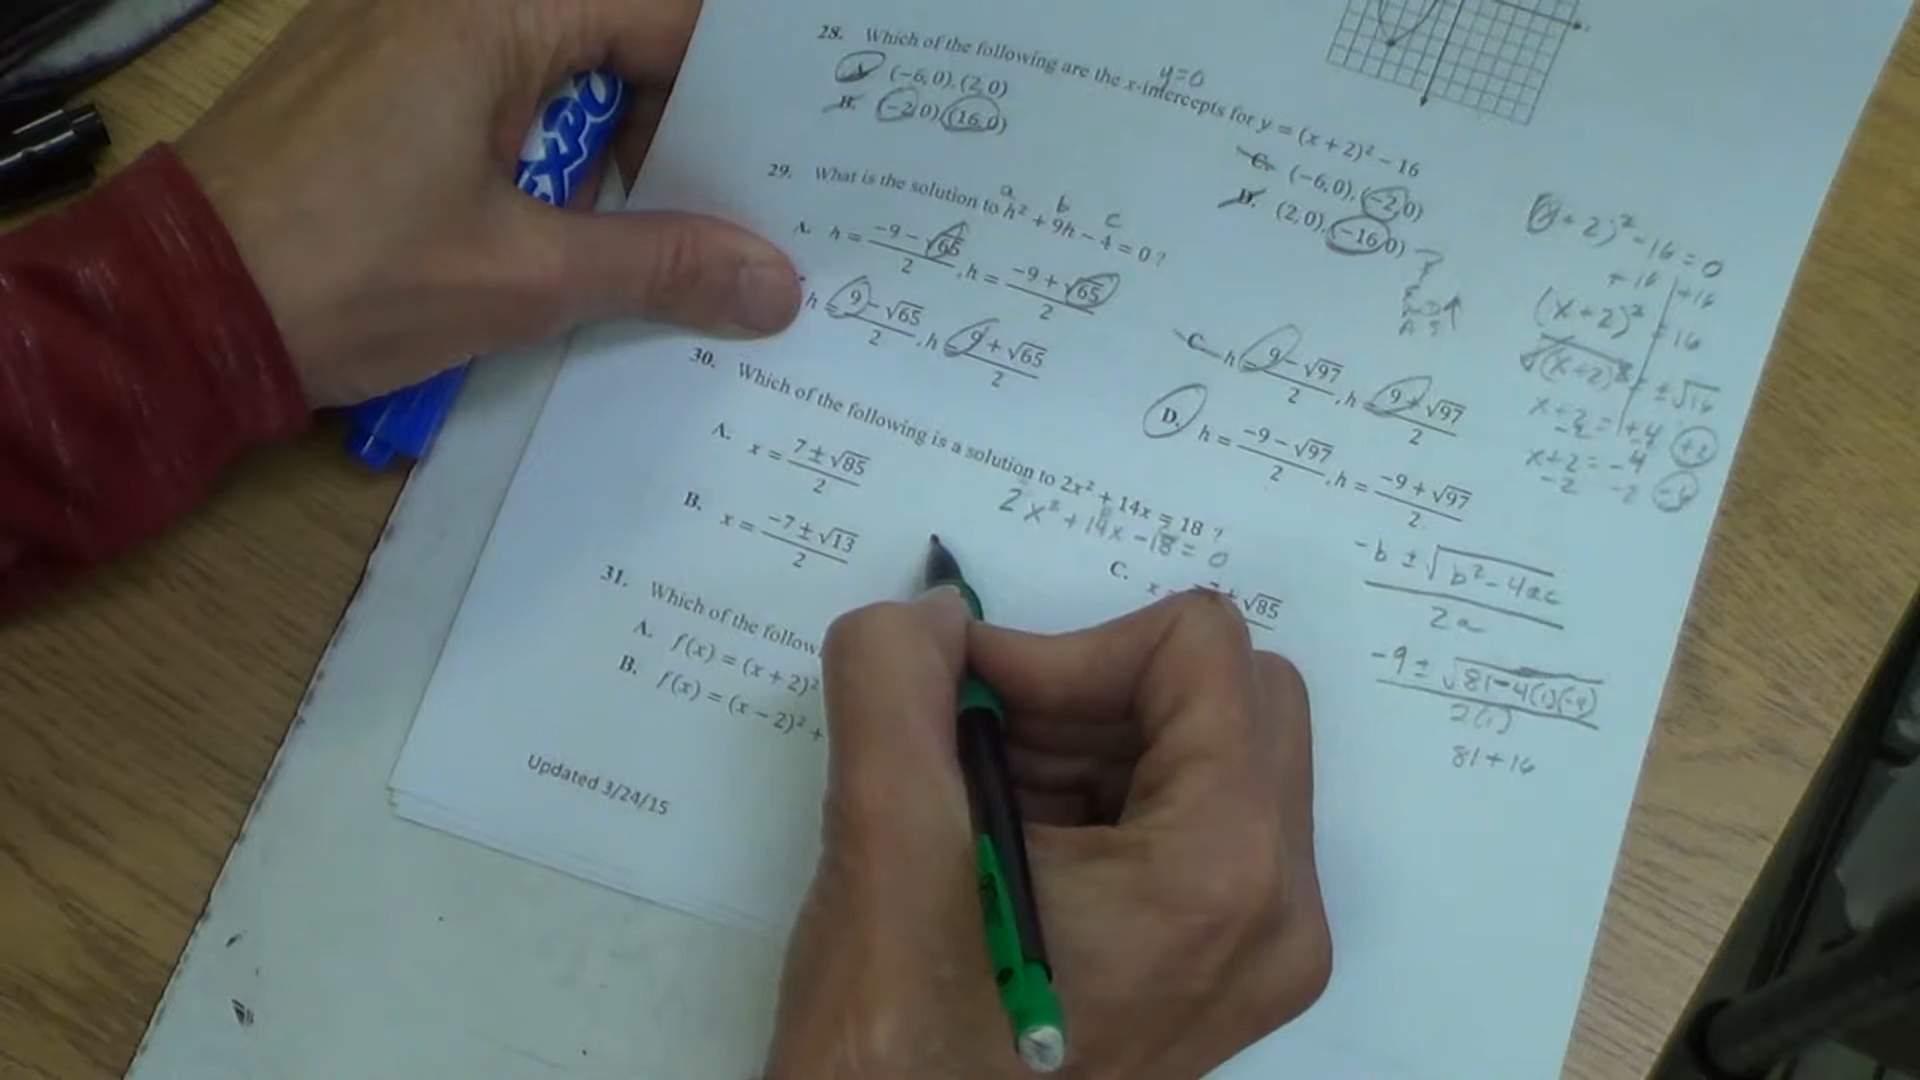 28. Which of the following are the x-intercepts for y = (x + 2)² − 16
y=0
A. (−6, 0), (2, 0)
B. (−2, 0), (16, 0)
C. (−6, 0), (−2, 0)
D. (2, 0), (−16, 0)
29. What is the solution to h² + 9h − 4 = 0 ?
a b c
A. h = (−9 − √65)/2 , h = (−9 + √65)/2
h = (9 − √65)/2 , h = (9 + √65)/2
C. h = (9 − √97)/2 , h = (9 + √97)/2
D. h = (−9 − √97)/2 , h = (−9 + √97)/2
30. Which of the following is a solution to 2x² + 14x = 18 ?
2x² + 14x − 18 = 0
A. x = (7 ± √85)/2
B. x = (−7 ± √13)/2
C. x √85
31. Which of the follow
A. f(x) = (x + 2)²
B. f(x) = (x − 2)² +
Updated 3/24/15
(x + 2)² − 16 = 0
+16 +16
(x + 2)² = 16
√(x+2)² = ±√16
x+2 = +4
−2 −2 +2
x+2 = −4
−2 −2
−b ± √b² − 4ac
2a
−9 ± √81 − 4(1)(−4)
2(1)
81 + 16
EXPO